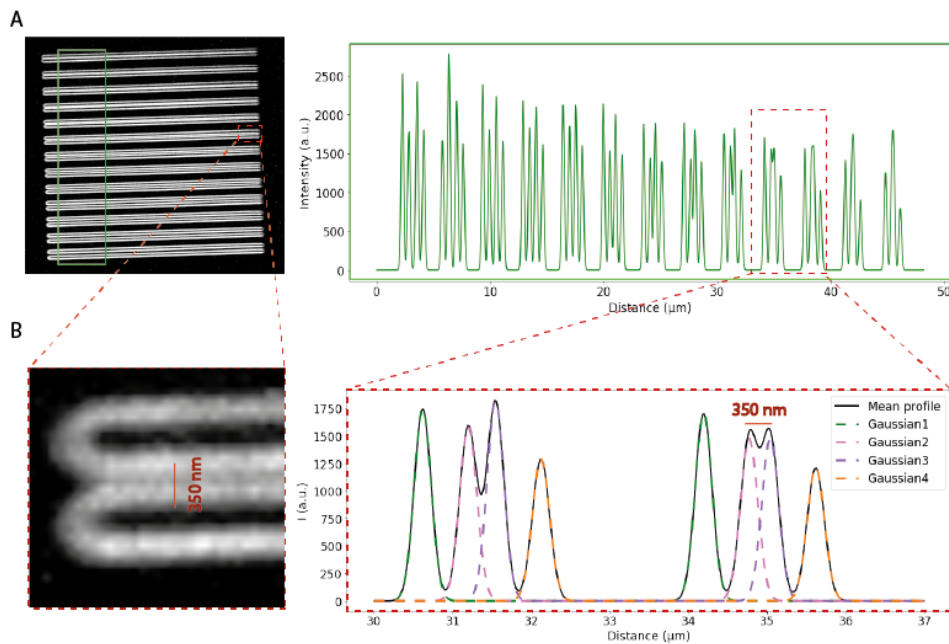 A
Intensity (a.u.)
2500
2000
1500
1000
500
0
0 10 20 30 40 50
Distance (μm)
B
350 nm
I (a.u.)
1750
1500
1250
1000
750
500
250
0
350 nm
Mean profile
Gaussian1
Gaussian2
Gaussian3
Gaussian4
30 31 32 33 34 35 36 37
Distance (μm)